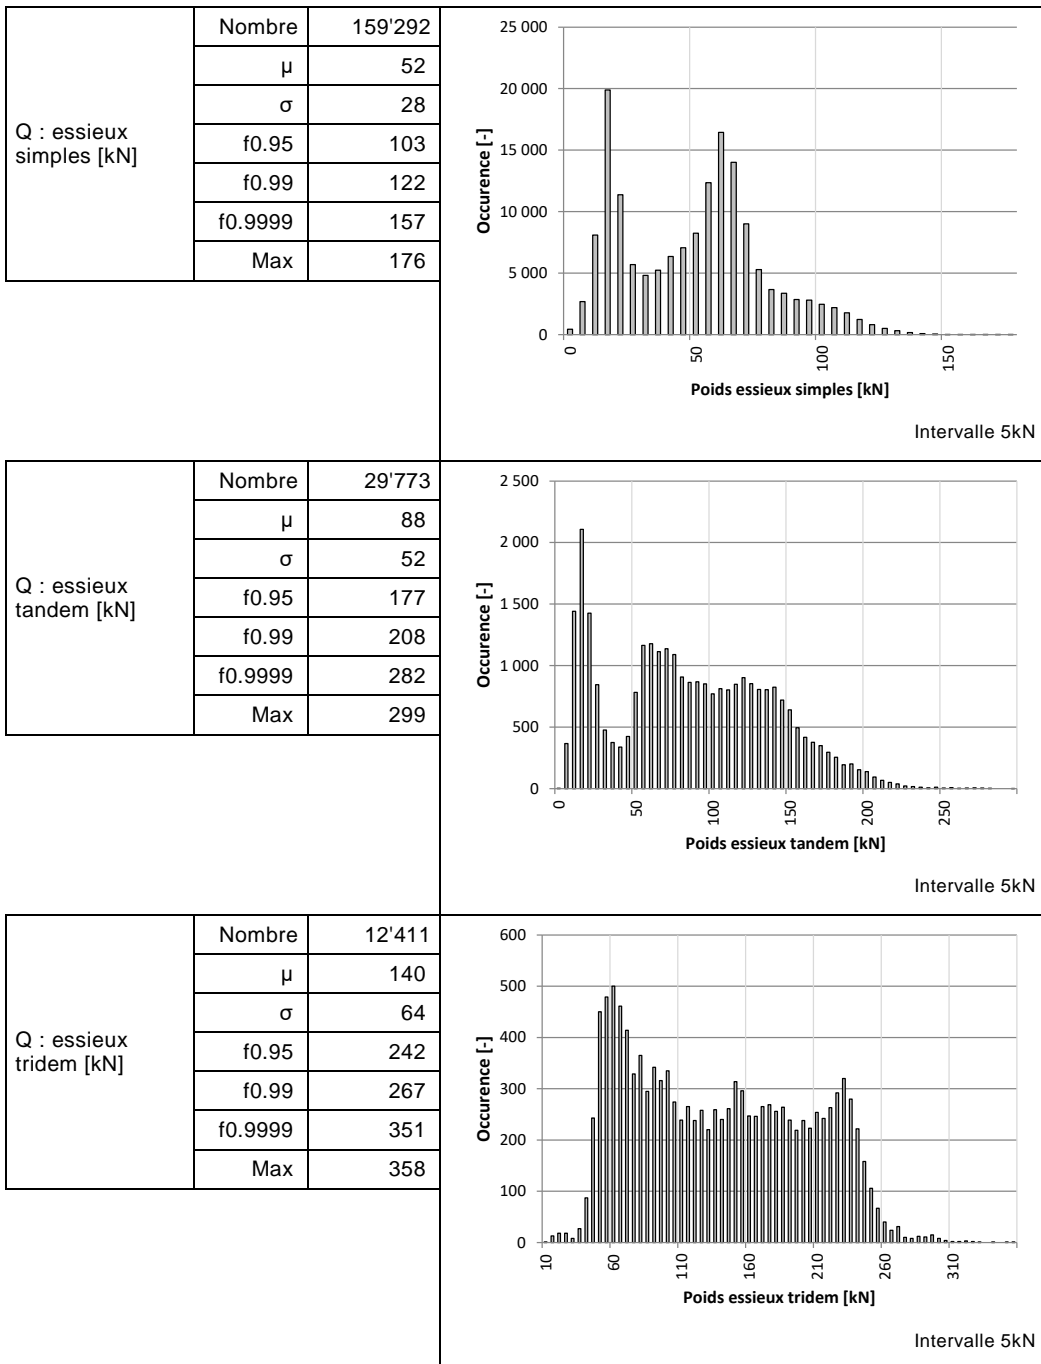 Q : essieux
simples [kN]
Nombre 159'292
μ 52
σ 28
f0.95 103
f0.99 122
f0.9999 157
Max 176
25 000
20 000
15 000
10 000
5 000
0
Occurence [-]
0 50 100 150
Poids essieux simples [kN]
Intervalle 5kN
Q : essieux
tandem [kN]
Nombre 29'773
μ 88
σ 52
f0.95 177
f0.99 208
f0.9999 282
Max 299
2 500
2 000
1 500
1 000
500
0
Occurence [-]
0 50 100 150 200 250
Poids essieux tandem [kN]
Intervalle 5kN
Q : essieux
tridem [kN]
Nombre 12'411
μ 140
σ 64
f0.95 242
f0.99 267
f0.9999 351
Max 358
600
500
400
300
200
100
0
Occurence [-]
10 60 110 160 210 260 310
Poids essieux tridem [kN]
Intervalle 5kN